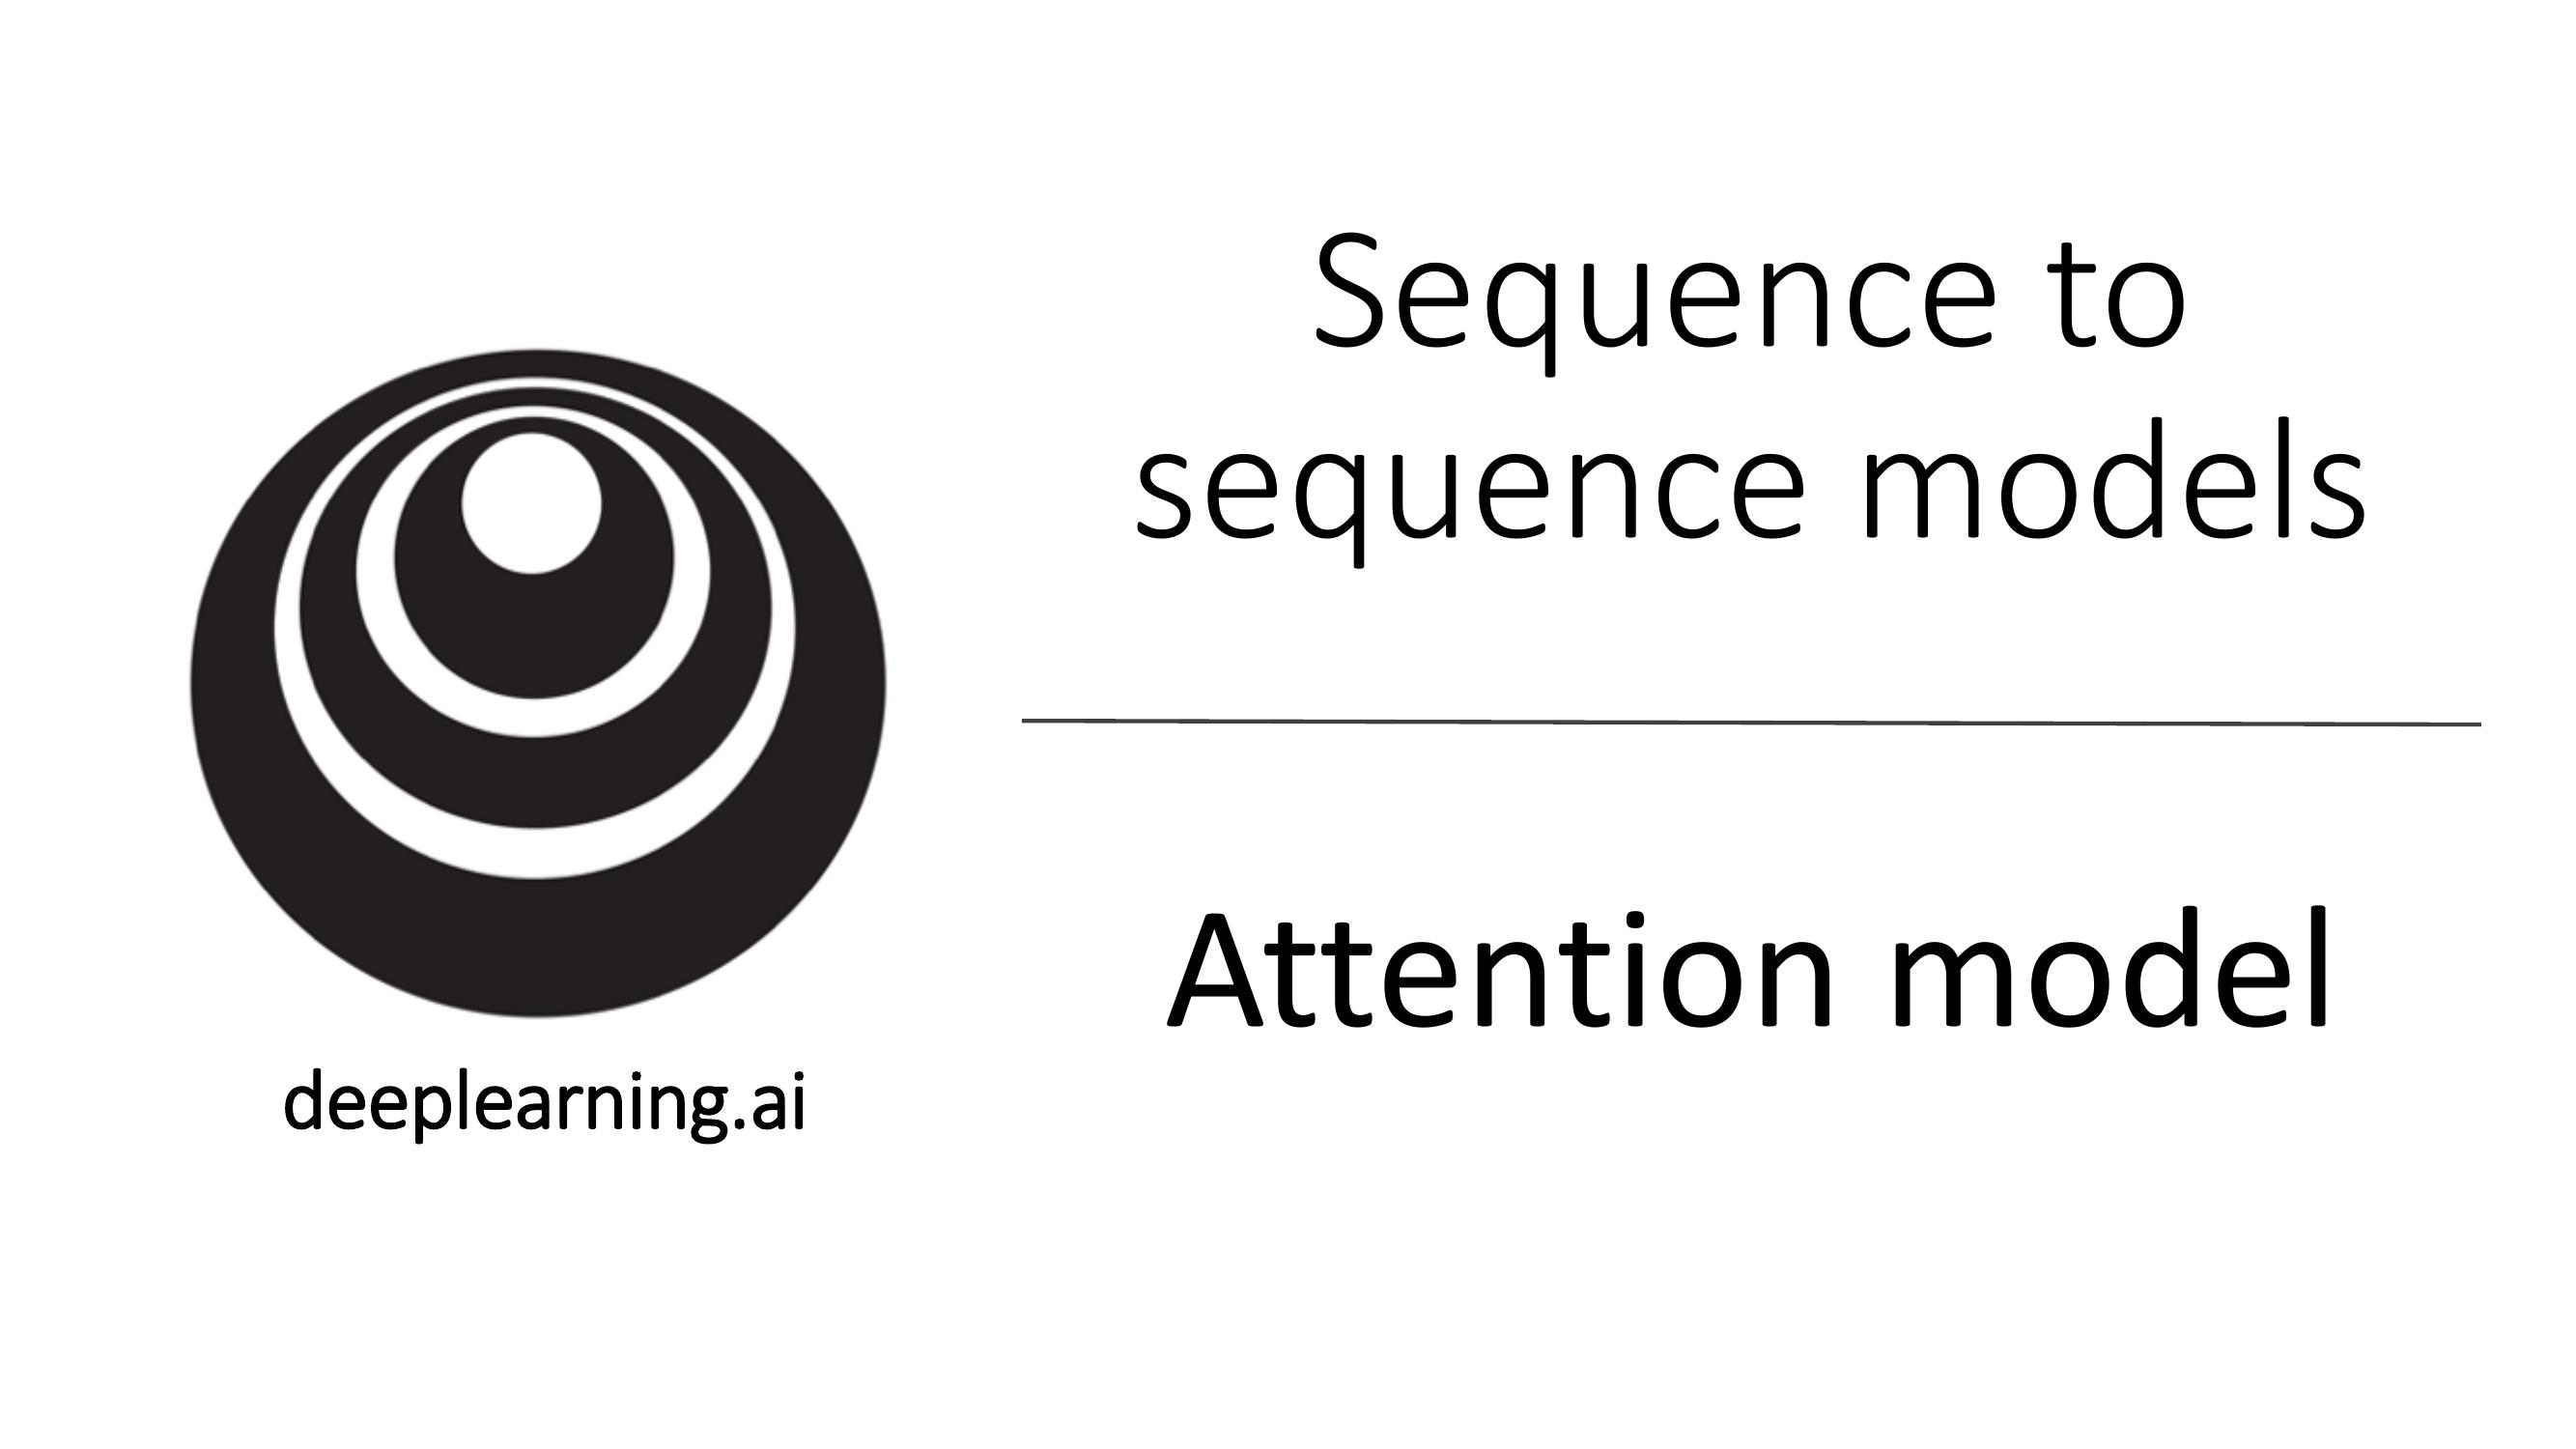 Sequence to
sequence models
Attention model
deeplearning.ai